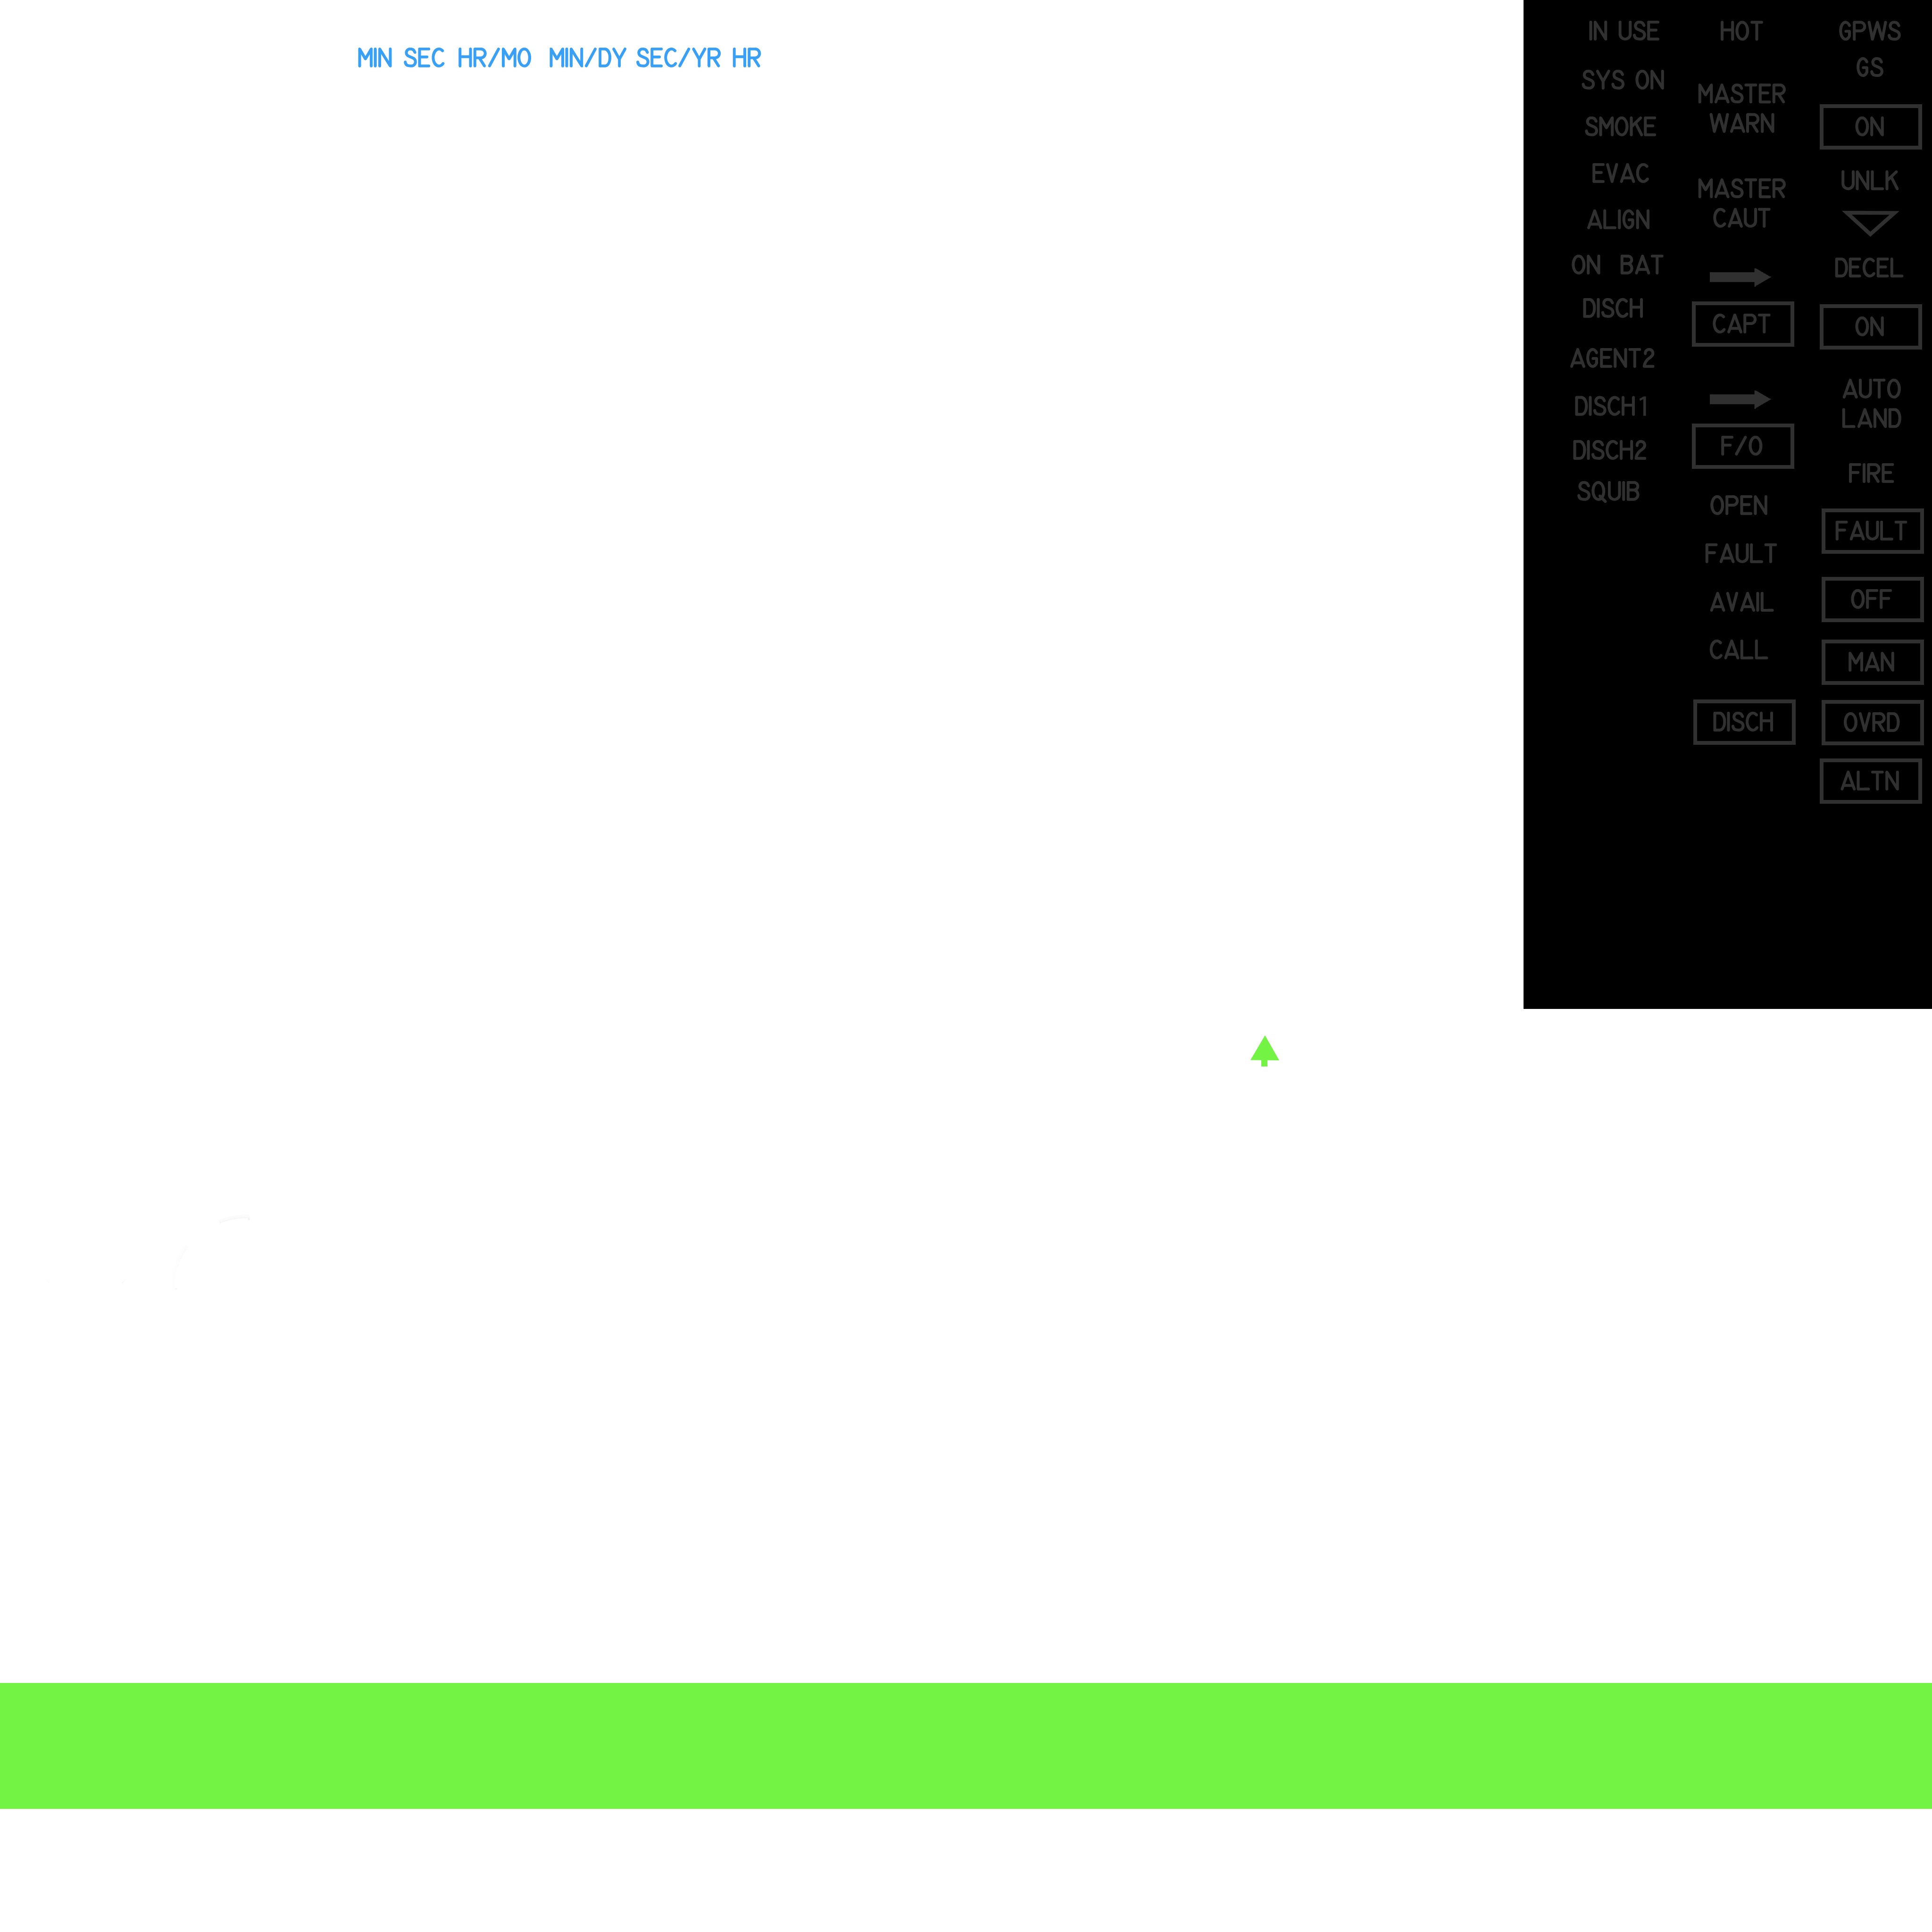 MIN SEC HR/MO MIN/DY SEC/YR HR
IN USE
SYS ON
SMOKE
EVAC
ALIGN
ON BAT
DISCH
AGENT2
DISCH1
DISCH2
SQUIB
HOT
MASTER
WARN
MASTER
CAUT
CAPT
F/O
OPEN
FAULT
AVAIL
CALL
DISCH
GPWS
GS
ON
UNLK
DECEL
ON
AUTO
LAND
FIRE
FAULT
OFF
MAN
OVRD
ALTN